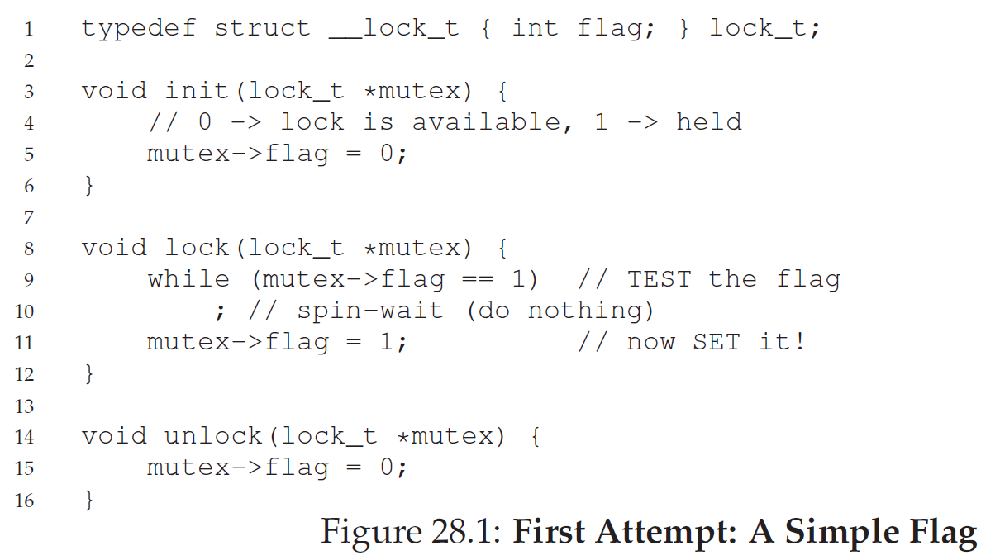 1 typedef struct __lock_t { int flag; } lock_t;
2
3 void init(lock_t *mutex) {
4 // 0 -> lock is available, 1 -> held
5 mutex->flag = 0;
6 }
7
8 void lock(lock_t *mutex) {
9 while (mutex->flag == 1) // TEST the flag
10 ; // spin-wait (do nothing)
11 mutex->flag = 1; // now SET it!
12 }
13
14 void unlock(lock_t *mutex) {
15 mutex->flag = 0;
16 }
Figure 28.1: First Attempt: A Simple Flag